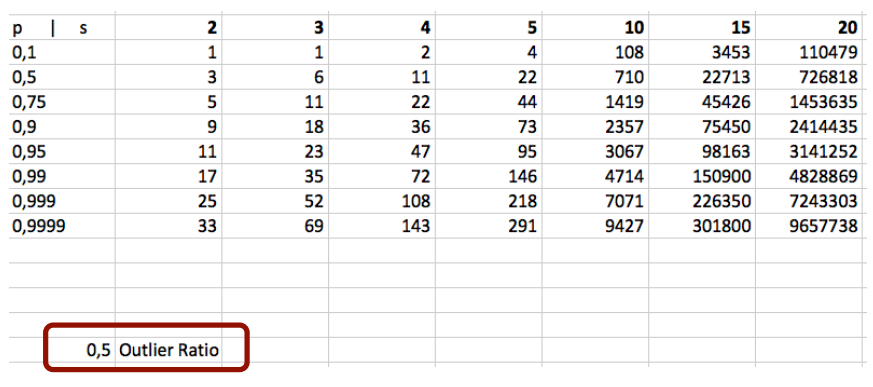 p | s 2 3 4 5 10 15 20
0,1 1 1 2 4 108 3453 110479
0,5 3 6 11 22 710 22713 726818
0,75 5 11 22 44 1419 45426 1453635
0,9 9 18 36 73 2357 75450 2414435
0,95 11 23 47 95 3067 98163 3141252
0,99 17 35 72 146 4714 150900 4828869
0,999 25 52 108 218 7071 226350 7243303
0,9999 33 69 143 291 9427 301800 9657738
0,5 Outlier Ratio